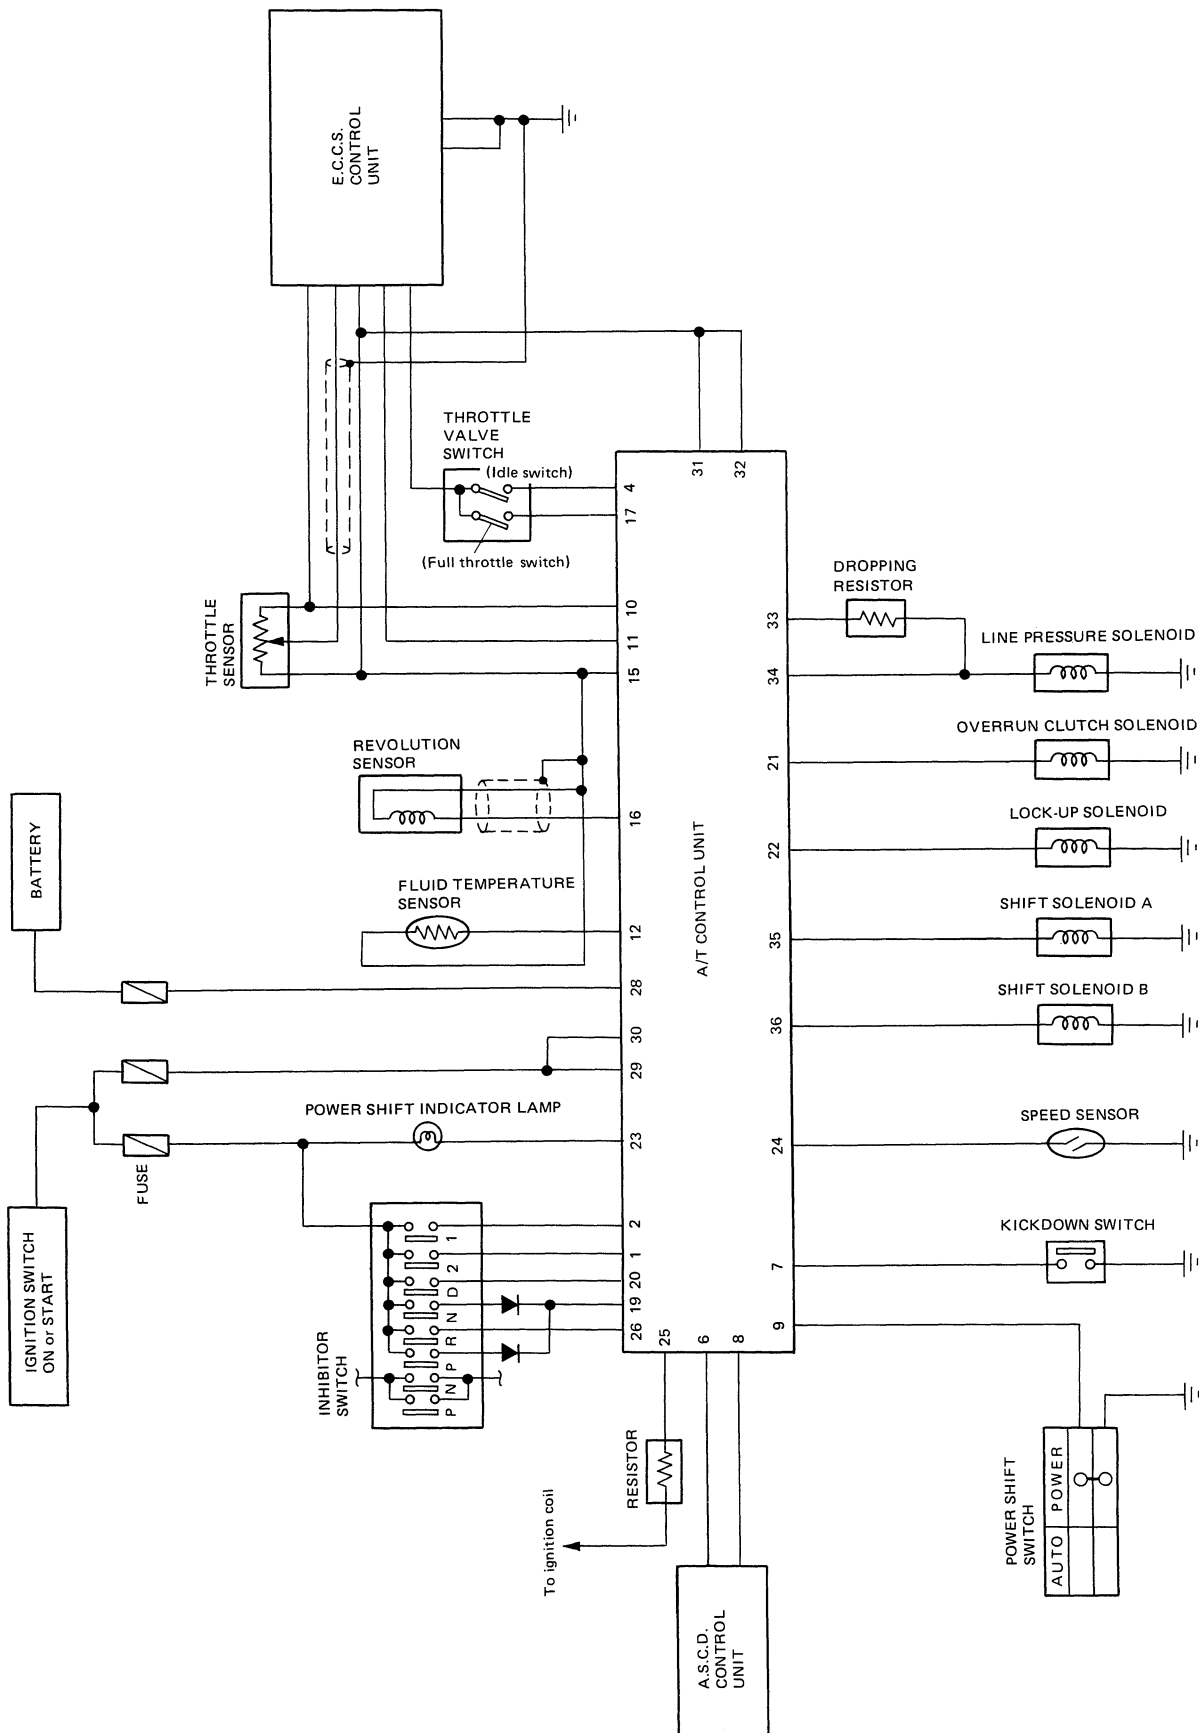 E.C.C.S.
CONTROL
UNIT
THROTTLE
VALVE
SWITCH
(Idle switch)
(Full throttle switch)
THROTTLE
SENSOR
REVOLUTION
SENSOR
FLUID TEMPERATURE
SENSOR
BATTERY
POWER SHIFT INDICATOR LAMP
FUSE
IGNITION SWITCH
ON or START
INHIBITOR
SWITCH
1
2
D
N
R
P
N
P
4
17
10
11
15
16
12
28
30
29
23
2
1
20
19
26
25
6
8
31
32
33
34
21
22
35
36
24
7
9
A/T CONTROL UNIT
DROPPING
RESISTOR
LINE PRESSURE SOLENOID
OVERRUN CLUTCH SOLENOID
LOCK-UP SOLENOID
SHIFT SOLENOID A
SHIFT SOLENOID B
SPEED SENSOR
KICKDOWN SWITCH
RESISTOR
To ignition coil
A.S.C.D.
CONTROL
UNIT
POWER SHIFT
SWITCH
AUTO
POWER